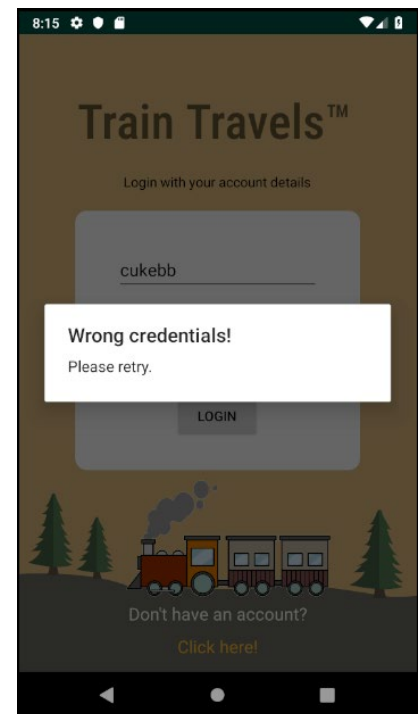 8:15
Train Travels™
Login with your account details
cukebb
Wrong credentials!
Please retry.
LOGIN
Don't have an account?
Click here!